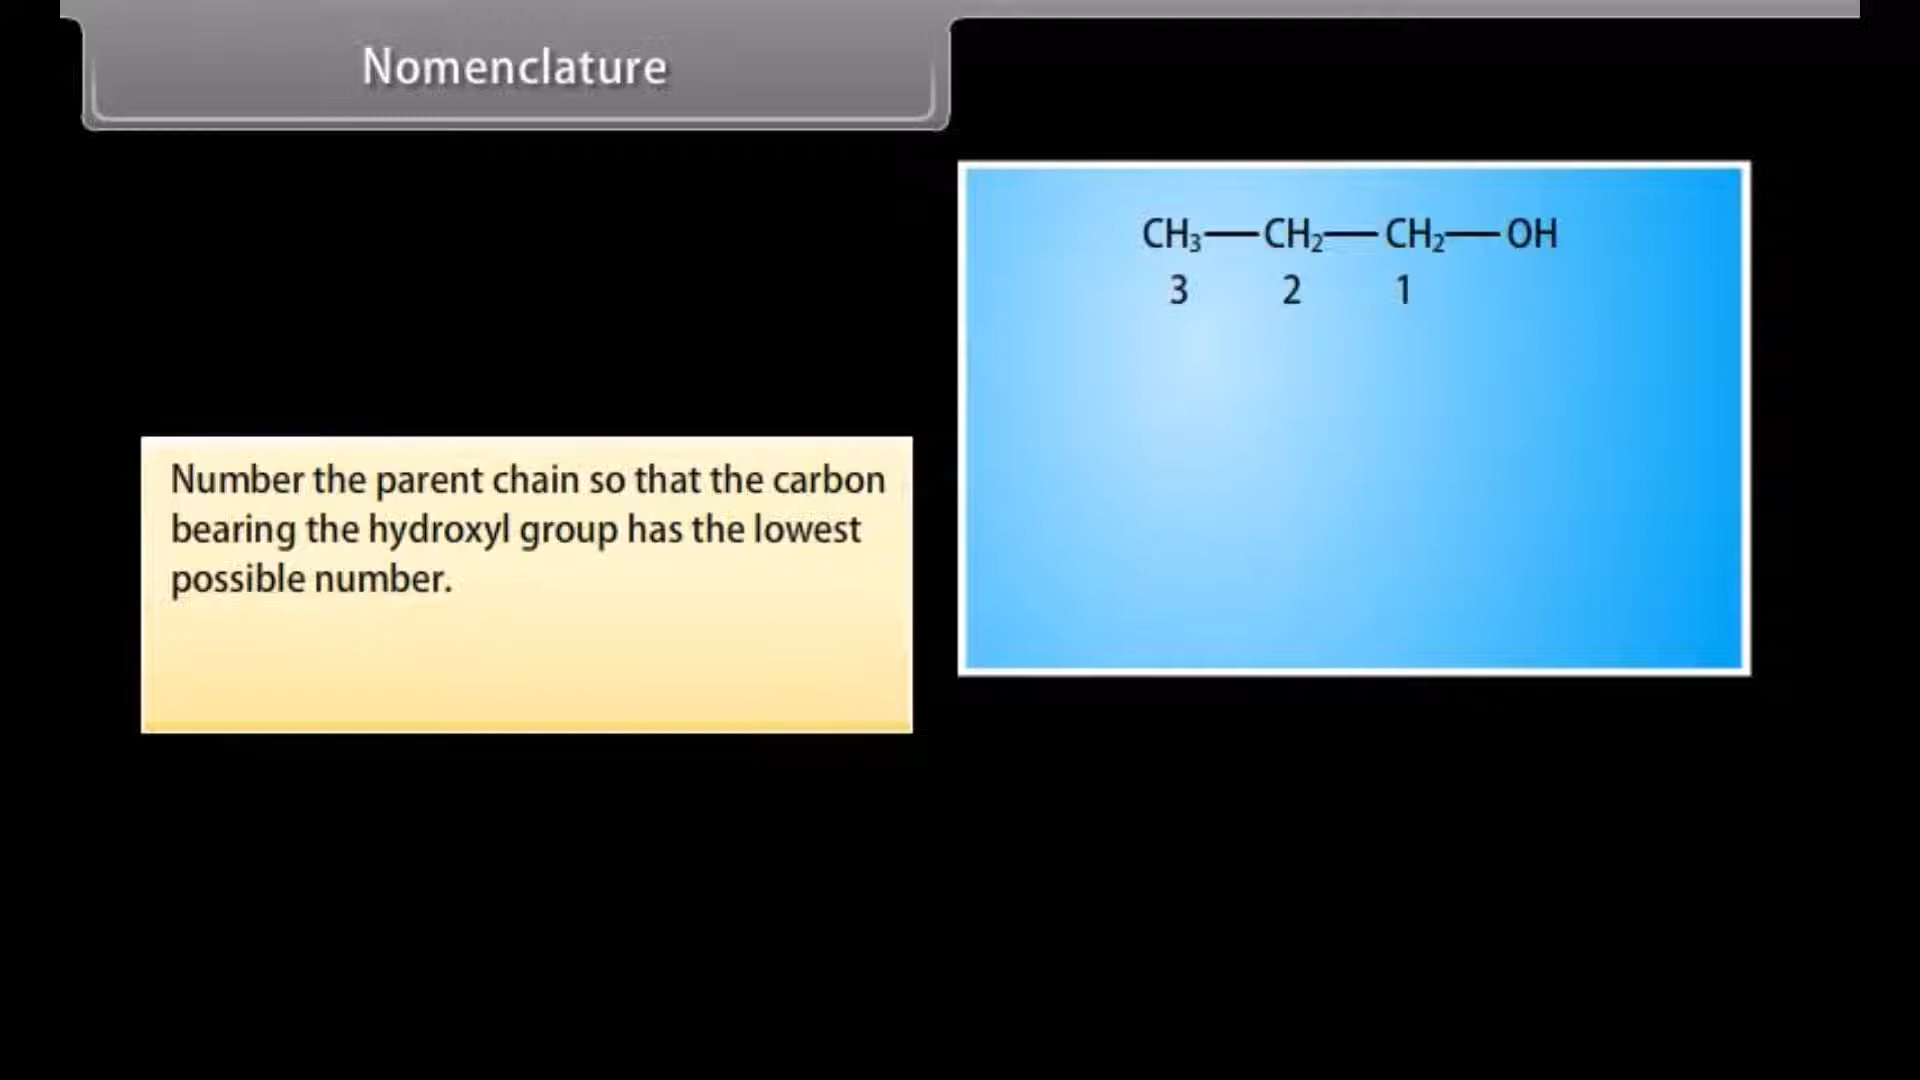 Nomenclature
CH₃—CH₂—CH₂—OH
3 2 1
Number the parent chain so that the carbon
bearing the hydroxyl group has the lowest
possible number.